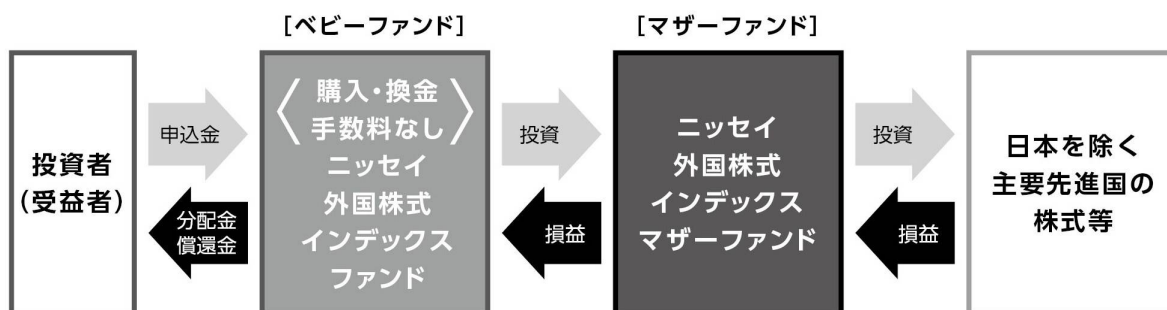 [ベビーファンド]
[マザーファンド]
投資者
(受益者)
申込金
分配金
償還金
〈購入・換金
手数料なし〉
ニッセイ
外国株式
インデックス
ファンド
投資
損益
ニッセイ
外国株式
インデックス
マザーファンド
投資
損益
日本を除く
主要先進国の
株式等